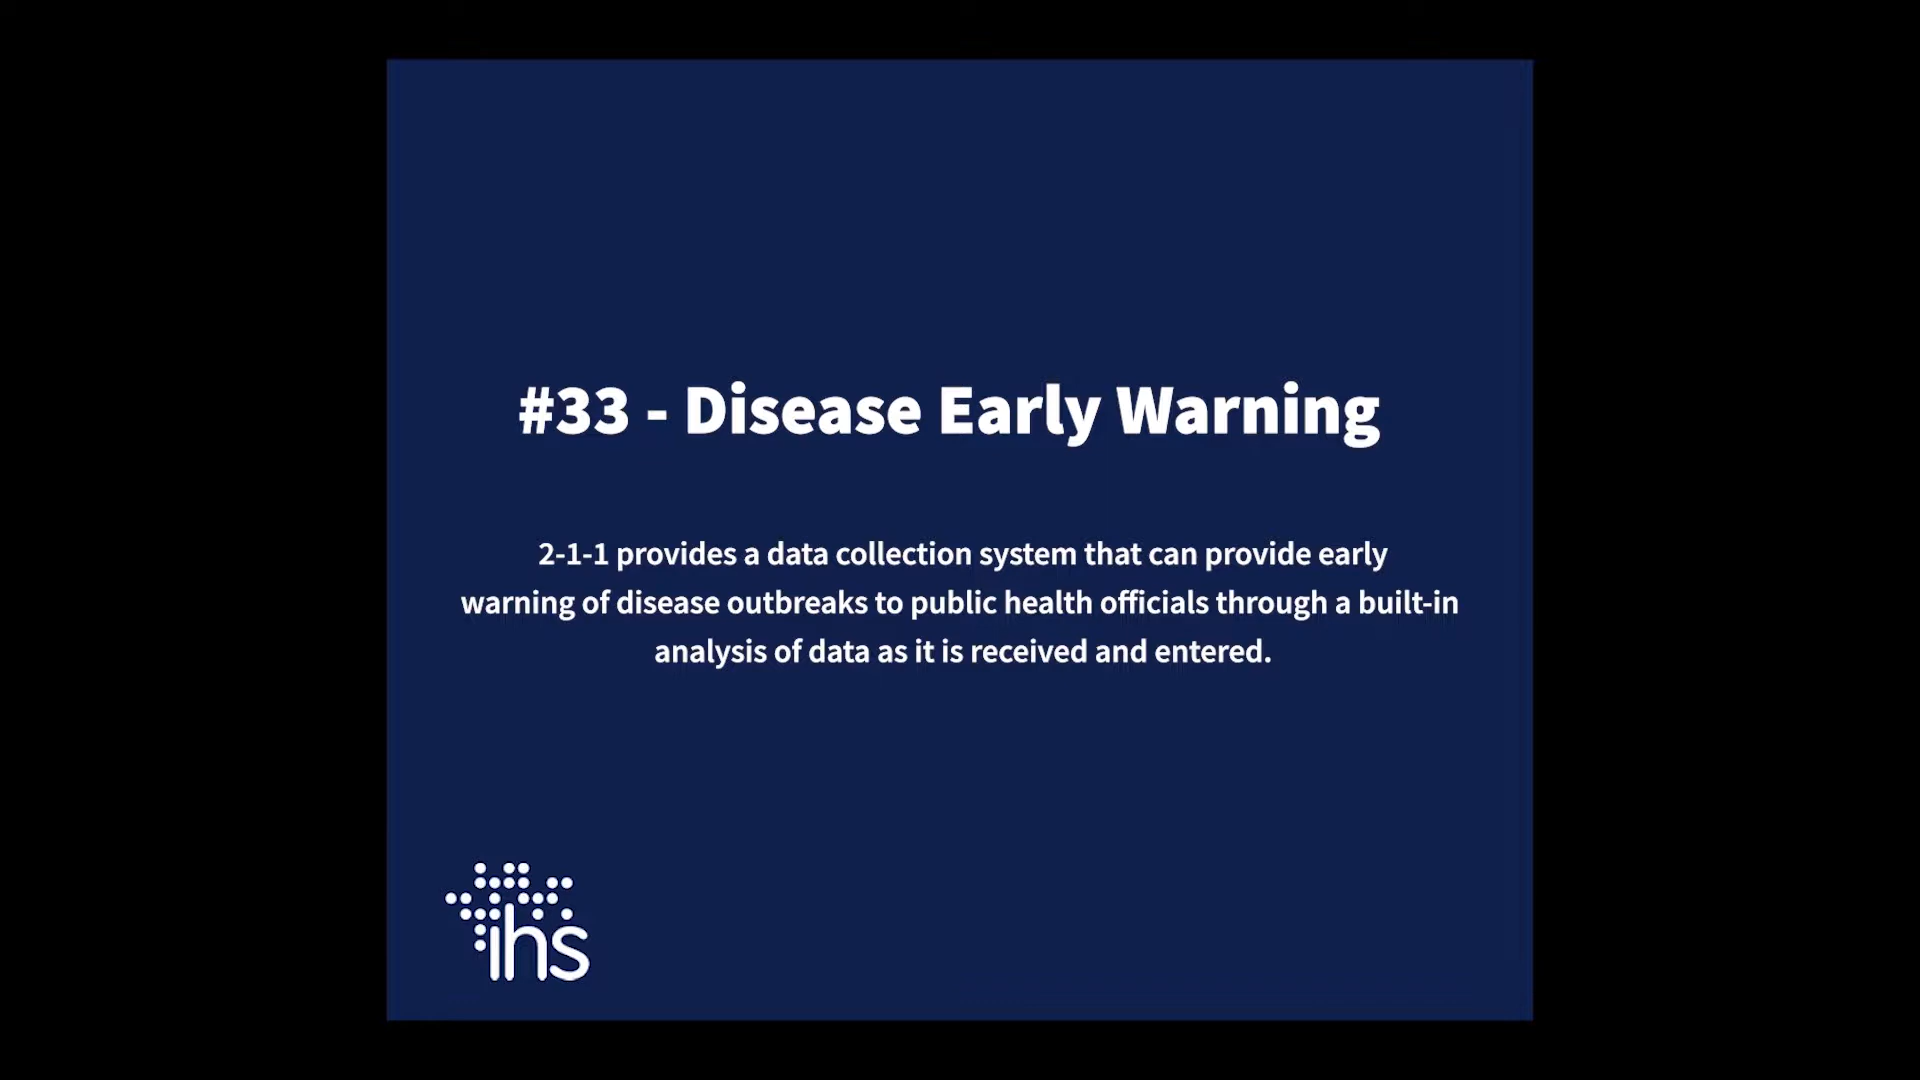 #33 - Disease Early Warning
2-1-1 provides a data collection system that can provide early
warning of disease outbreaks to public health officials through a built-in
analysis of data as it is received and entered.
ihs